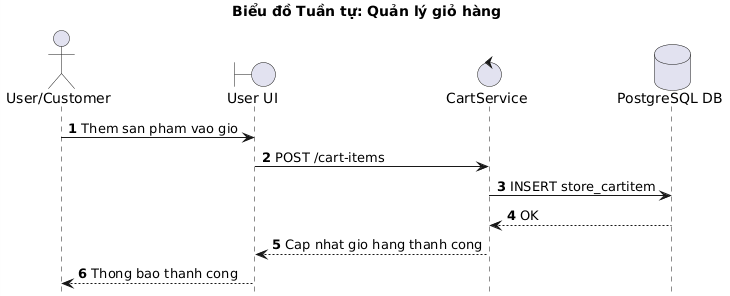 Biểu đồ Tuần tự: Quản lý giỏ hàng
User/Customer
User UI
CartService
PostgreSQL DB
1 Them san pham vao gio
2 POST /cart-items
3 INSERT store_cartitem
4 OK
5 Cap nhat gio hang thanh cong
6 Thong bao thanh cong